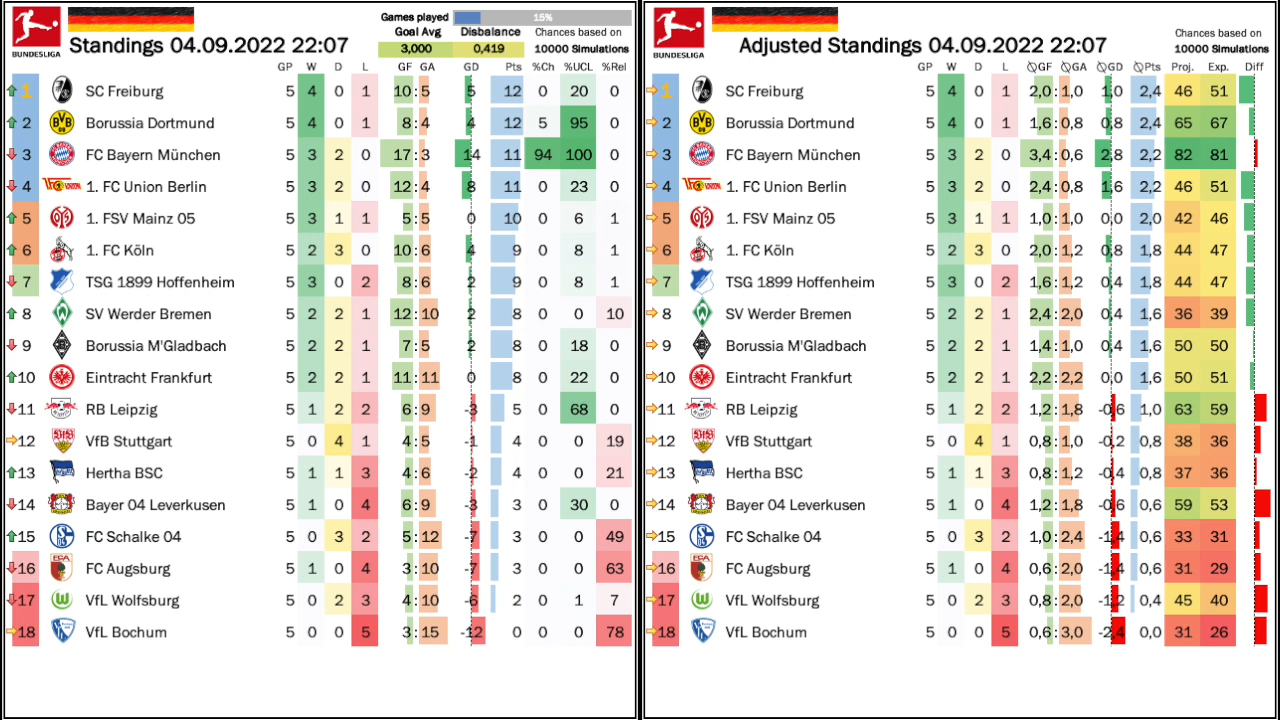 Games played 15%
Goal Avg Disbalance Chances based on
BUNDESLIGA Standings 04.09.2022 22:07 3,000 0,419 10000 Simulations
GP W D L GF GA GD Pts %Ch %UCL %Rel
1 SC Freiburg 5 4 0 1 10 : 5 5 12 0 20 0
2 Borussia Dortmund 5 4 0 1 8 : 4 4 12 5 95 0
3 FC Bayern München 5 3 2 0 17 : 3 14 11 94 100 0
4 1. FC Union Berlin 5 3 2 0 12 : 4 8 11 0 23 0
5 1. FSV Mainz 05 5 3 1 1 5 : 5 0 10 0 6 1
6 1. FC Köln 5 2 3 0 10 : 6 4 9 0 8 1
7 TSG 1899 Hoffenheim 5 3 0 2 8 : 6 2 9 0 8 1
8 SV Werder Bremen 5 2 2 1 12 : 10 2 8 0 0 10
9 Borussia M'Gladbach 5 2 2 1 7 : 5 2 8 0 18 0
10 Eintracht Frankfurt 5 2 2 1 11 : 11 0 8 0 22 0
11 RB Leipzig 5 1 2 2 6 : 9 -3 5 0 68 0
12 VfB Stuttgart 5 0 4 1 4 : 5 -1 4 0 0 19
13 Hertha BSC 5 1 1 3 4 : 6 -2 4 0 0 21
14 Bayer 04 Leverkusen 5 1 0 4 6 : 9 -3 3 0 30 0
15 FC Schalke 04 5 0 3 2 5 : 12 -7 3 0 0 49
16 FC Augsburg 5 1 0 4 3 : 10 -7 3 0 0 63
17 VfL Wolfsburg 5 0 2 3 4 : 10 -6 2 0 1 7
18 VfL Bochum 5 0 0 5 3 : 15 -12 0 0 0 78
Chances based on
BUNDESLIGA Adjusted Standings 04.09.2022 22:07 10000 Simulations
GP W D L ∅GF ∅GA ∅GD ∅Pts Proj. Exp. Diff
1 SC Freiburg 5 4 0 1 2,0 : 1,0 1,0 2,4 46 51
2 Borussia Dortmund 5 4 0 1 1,6 : 0,8 0,8 2,4 65 67
3 FC Bayern München 5 3 2 0 3,4 : 0,6 2,8 2,2 82 81
4 1. FC Union Berlin 5 3 2 0 2,4 : 0,8 1,6 2,2 46 51
5 1. FSV Mainz 05 5 3 1 1 1,0 : 1,0 0,0 2,0 42 46
6 1. FC Köln 5 2 3 0 2,0 : 1,2 0,8 1,8 44 47
7 TSG 1899 Hoffenheim 5 3 0 2 1,6 : 1,2 0,4 1,8 44 47
8 SV Werder Bremen 5 2 2 1 2,4 : 2,0 0,4 1,6 36 39
9 Borussia M'Gladbach 5 2 2 1 1,4 : 1,0 0,4 1,6 50 50
10 Eintracht Frankfurt 5 2 2 1 2,2 : 2,2 0,0 1,6 50 51
11 RB Leipzig 5 1 2 2 1,2 : 1,8 -0,6 1,0 63 59
12 VfB Stuttgart 5 0 4 1 0,8 : 1,0 -0,2 0,8 38 36
13 Hertha BSC 5 1 1 3 0,8 : 1,2 -0,4 0,8 37 36
14 Bayer 04 Leverkusen 5 1 0 4 1,2 : 1,8 -0,6 0,6 59 53
15 FC Schalke 04 5 0 3 2 1,0 : 2,4 -1,4 0,6 33 31
16 FC Augsburg 5 1 0 4 0,6 : 2,0 -1,4 0,6 31 29
17 VfL Wolfsburg 5 0 2 3 0,8 : 2,0 -1,2 0,4 45 40
18 VfL Bochum 5 0 0 5 0,6 : 3,0 -2,4 0,0 31 26